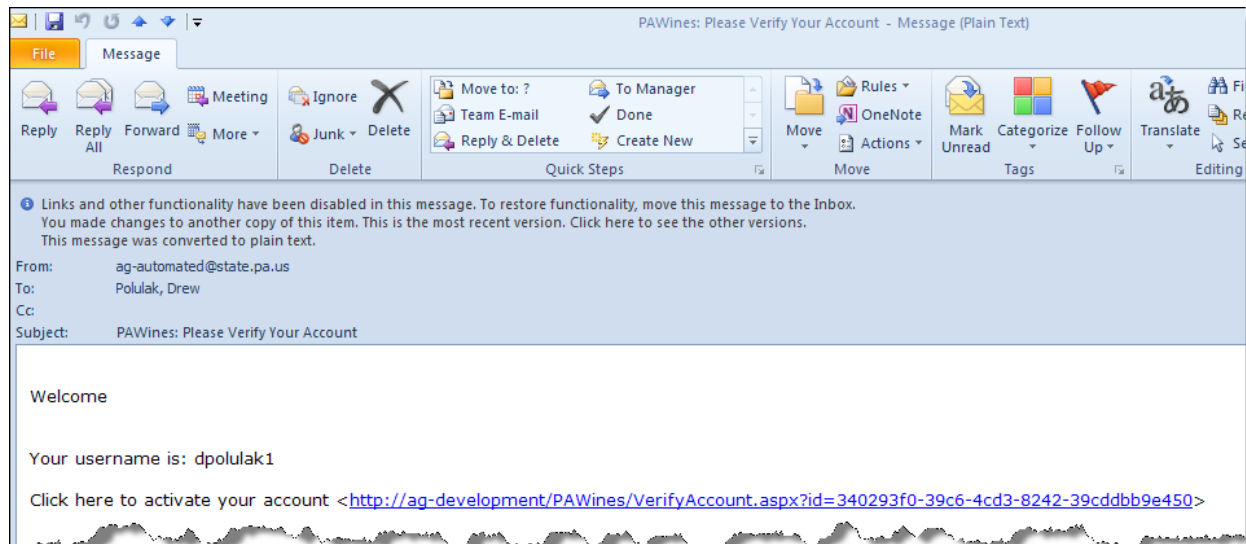 PAWines: Please Verify Your Account - Message (Plain Text)
File Message
Meeting Ignore Move to: ? To Manager Rules
Team E-mail Done OneNote
Reply Reply All Forward More Junk Delete Reply & Delete Create New Move Actions Mark Unread Categorize Follow Up Translate
Respond Delete Quick Steps Move Tags Editing
Links and other functionality have been disabled in this message. To restore functionality, move this message to the Inbox.
You made changes to another copy of this item. This is the most recent version. Click here to see the other versions.
This message was converted to plain text.
From: ag-automated@state.pa.us
To: Polulak, Drew
Cc:
Subject: PAWines: Please Verify Your Account
Welcome
Your username is: dpolulak1
Click here to activate your account <http://ag-development/PAWines/VerifyAccount.aspx?id=340293f0-39c6-4cd3-8242-39cddbb9e450>